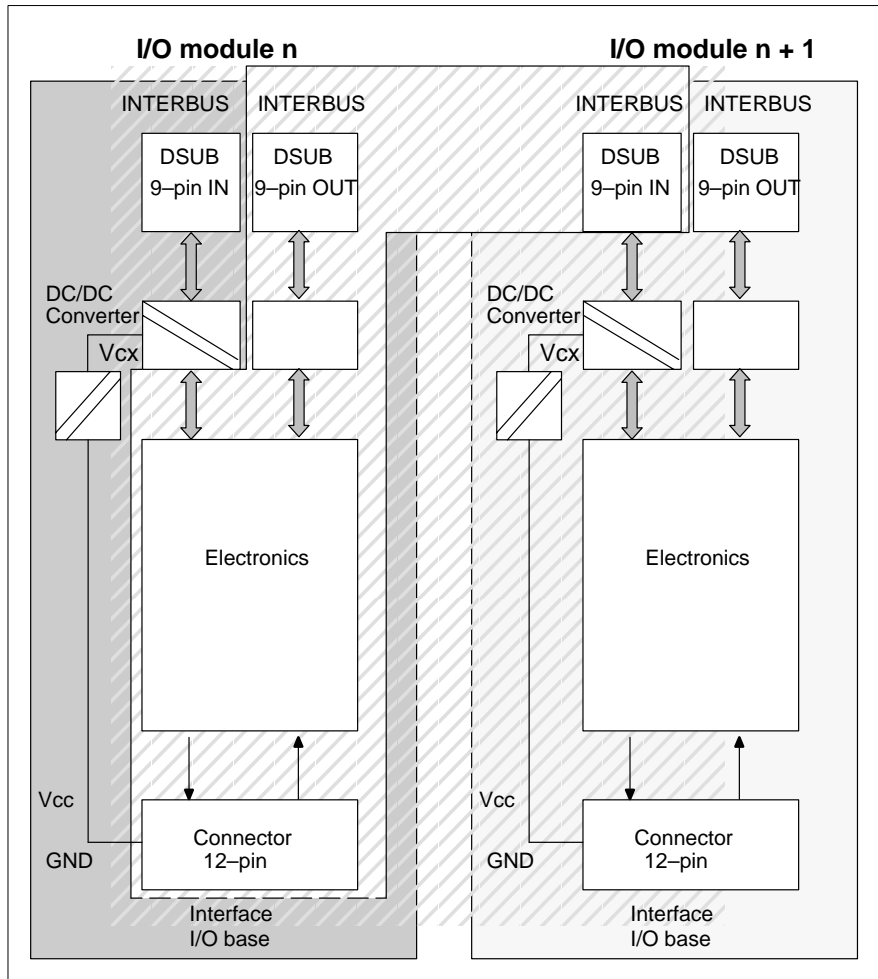 I/O module n
I/O module n + 1
INTERBUS
INTERBUS
INTERBUS
INTERBUS
DSUB
9–pin IN
DSUB
9–pin OUT
DSUB
9–pin IN
DSUB
9–pin OUT
DC/DC
Converter
Vcx
DC/DC
Converter
Vcx
Electronics
Electronics
Vcc
GND
Connector
12–pin
Vcc
GND
Connector
12–pin
Interface
I/O base
Interface
I/O base